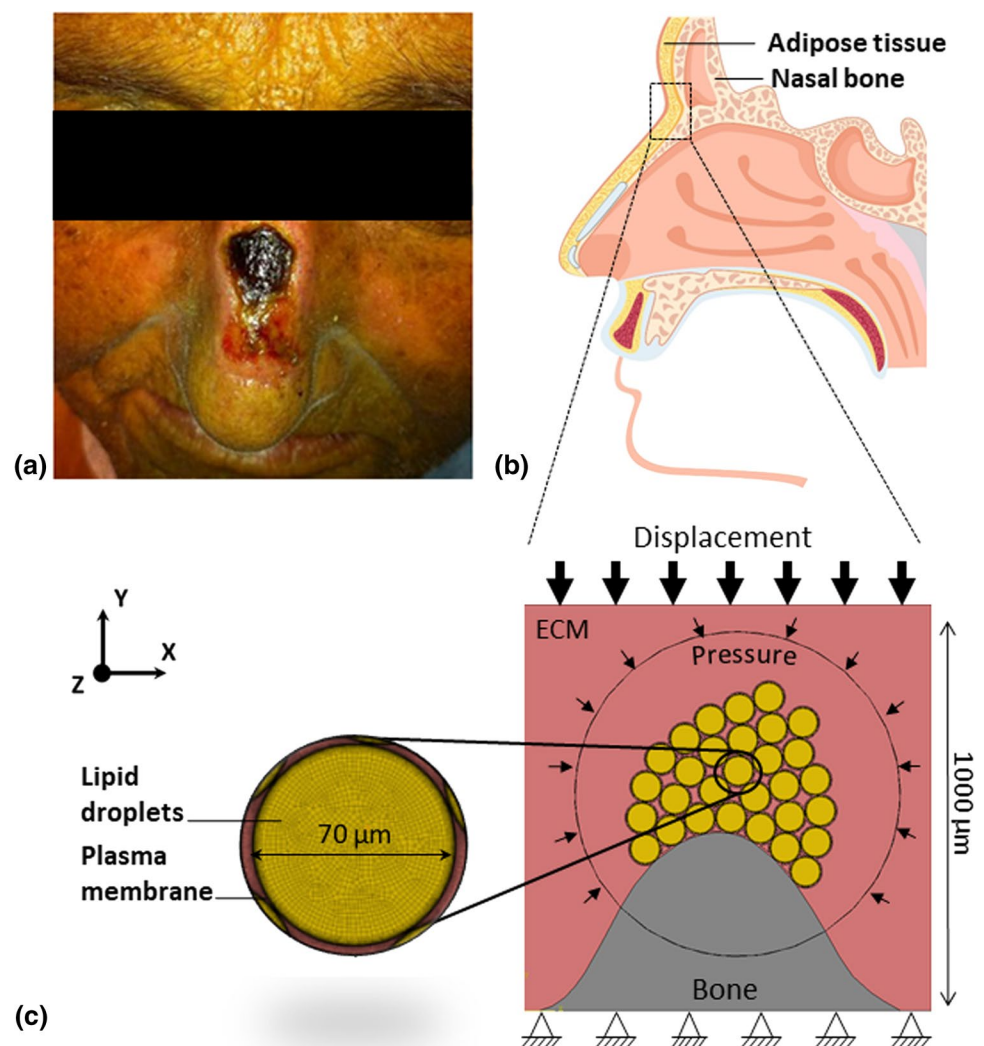 Adipose tissue
Nasal bone
(a)
(b)
Displacement
ECM
Pressure
Y
X
Z
Lipid
droplets
70 µm
Plasma
membrane
1000 µm
Bone
(c)